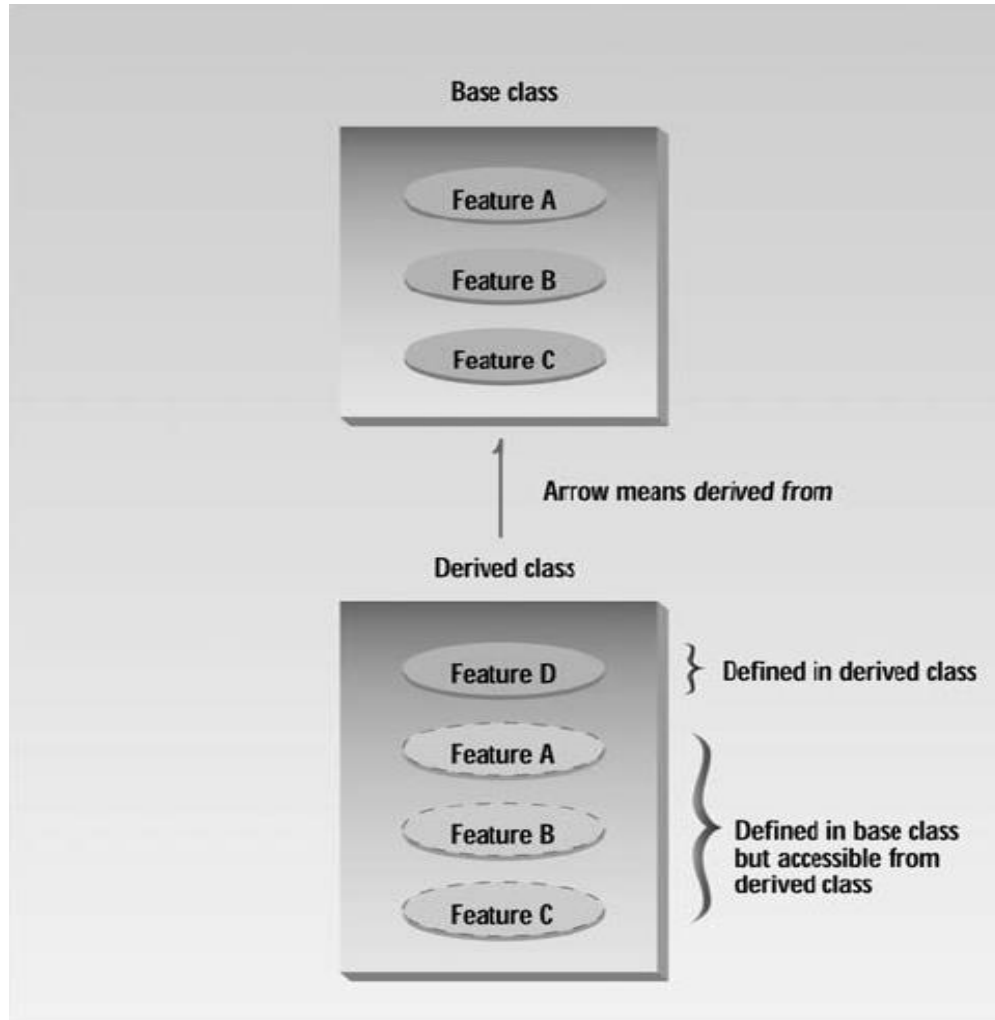 Base class
Feature A
Feature B
Feature C
Arrow means derived from
Derived class
Feature D
Defined in derived class
Feature A
Feature B
Defined in base class
but accessible from
derived class
Feature C